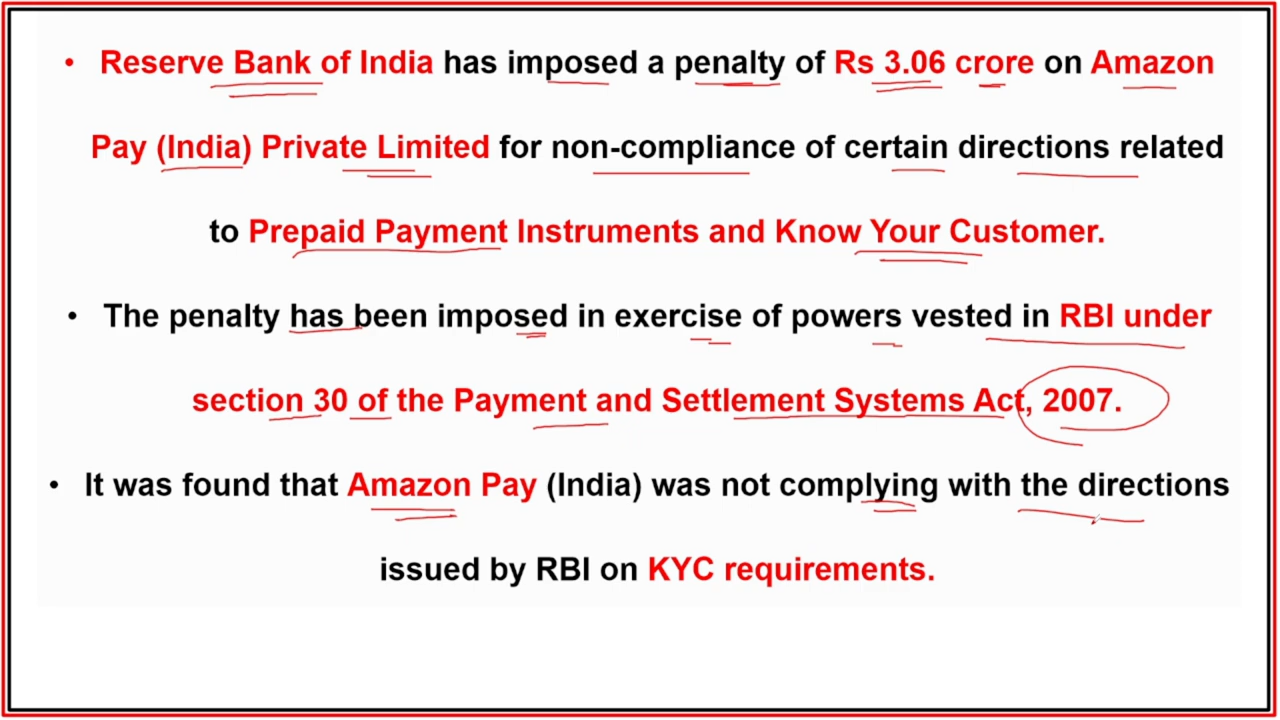 • Reserve Bank of India has imposed a penalty of Rs 3.06 crore on Amazon
Pay (India) Private Limited for non-compliance of certain directions related
to Prepaid Payment Instruments and Know Your Customer.
• The penalty has been imposed in exercise of powers vested in RBI under
section 30 of the Payment and Settlement Systems Act, 2007.
• It was found that Amazon Pay (India) was not complying with the directions
issued by RBI on KYC requirements.